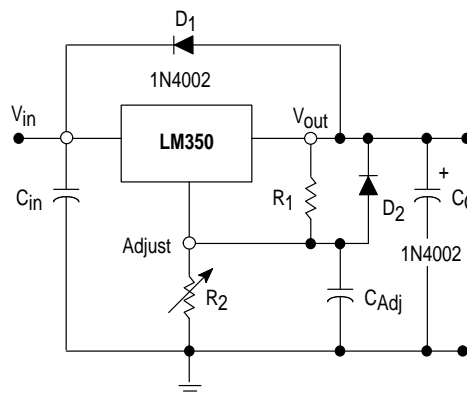 D1
1N4002
Vin
LM350
Vout
Cin
R1
D2
+
1N4002
Adjust
R2
CAdj